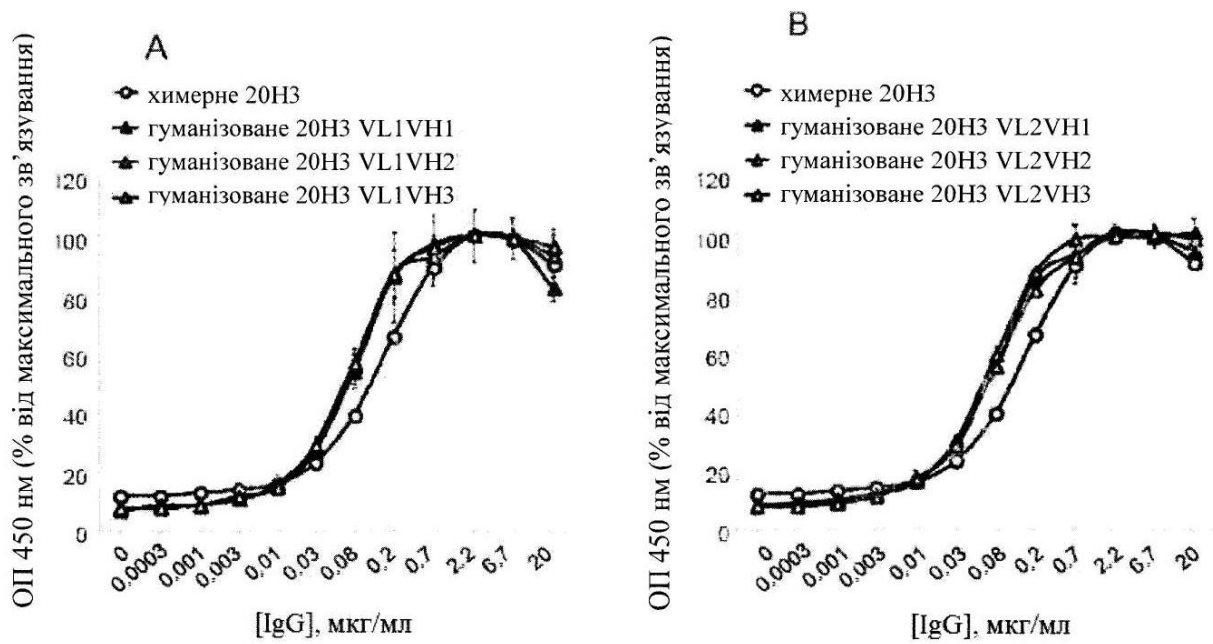 A
химерне 20H3
гуманізоване 20H3 VL1VH1
гуманізоване 20H3 VL1VH2
гуманізоване 20H3 VL1VH3
ОП 450 нм (% від максимального зв’язування)
120
100
80
60
40
20
0
0
0,0003
0,001
0,003
0,01
0,03
0,08
0,2
0,7
2,2
6,7
20
[IgG], мкг/мл
B
химерне 20H3
гуманізоване 20H3 VL2VH1
гуманізоване 20H3 VL2VH2
гуманізоване 20H3 VL2VH3
ОП 450 нм (% від максимального зв’язування)
120
100
80
60
40
20
0
0
0,0003
0,001
0,003
0,01
0,03
0,08
0,2
0,7
2,2
6,7
20
[IgG], мкг/мл